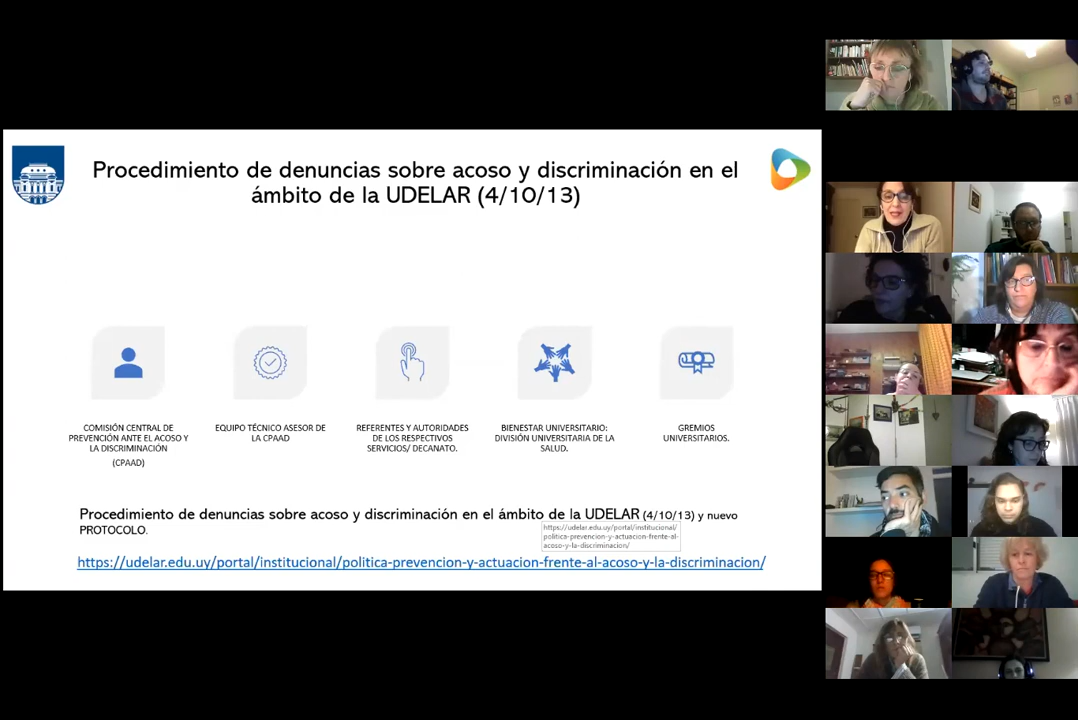 Procedimiento de denuncias sobre acoso y discriminación en el
ámbito de la UDELAR (4/10/13)
COMISIÓN CENTRAL DE
PREVENCIÓN ANTE EL ACOSO Y
LA DISCRIMINACIÓN
(CPAAD)
EQUIPO TÉCNICO ASESOR DE
LA CPAAD
REFERENTES Y AUTORIDADES
DE LOS RESPECTIVOS
SERVICIOS/ DECANATO.
BIENESTAR UNIVERSITARIO:
DIVISIÓN UNIVERSITARIA DE LA
SALUD.
GREMIOS
UNIVERSITARIOS.
Procedimiento de denuncias sobre acoso y discriminación en el ámbito de la UDELAR (4/10/13) y nuevo
PROTOCOLO.
https://udelar.edu.uy/portal/institucional/
politica-prevencion-y-actuacion-frente-al-
acoso-y-la-discriminacion/
https://udelar.edu.uy/portal/institucional/politica-prevencion-y-actuacion-frente-al-acoso-y-la-discriminacion/